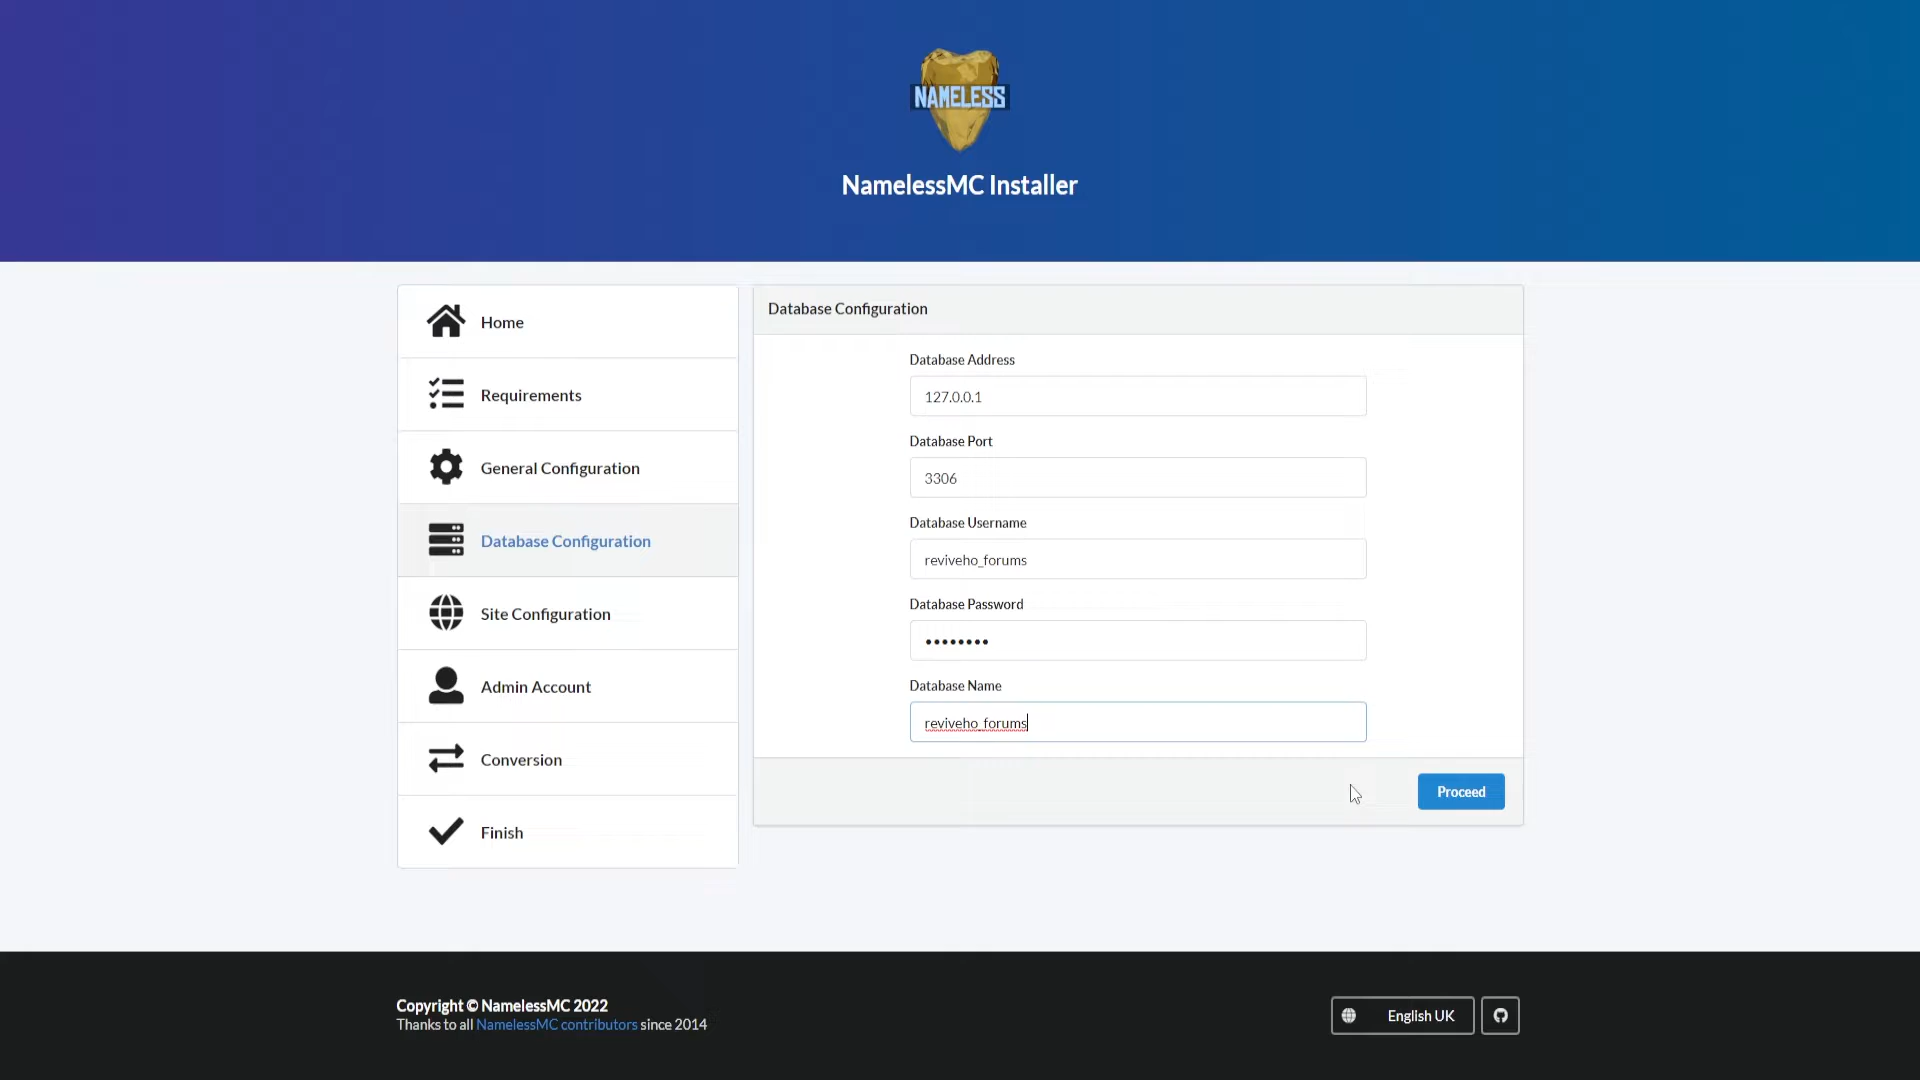 NAMELESS
NamelessMC Installer
Home
Requirements
General Configuration
Database Configuration
Site Configuration
Admin Account
Conversion
Finish
Database Configuration
Database Address
127.0.0.1
Database Port
3306
Database Username
reviveho_forums
Database Password
••••••••
Database Name
reviveho_forums
Proceed
Copyright © NamelessMC 2022
Thanks to all NamelessMC contributors since 2014
English UK